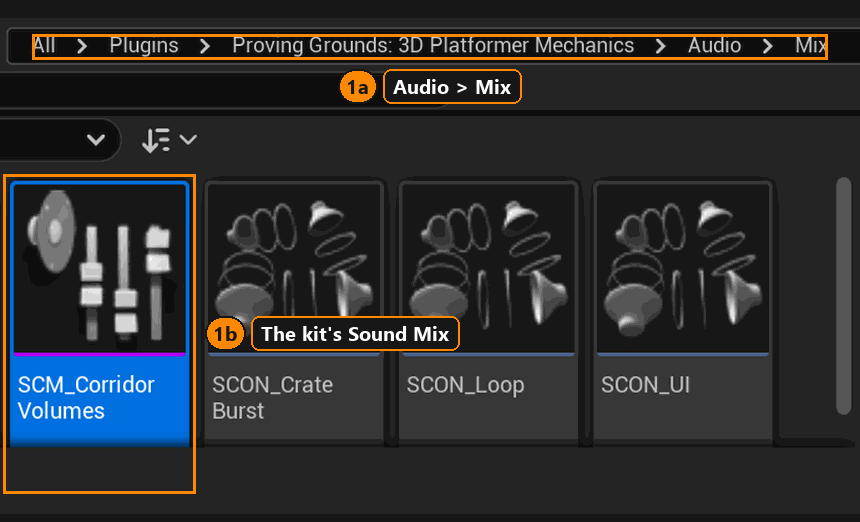 All > Plugins > Proving Grounds: 3D Platformer Mechanics > Audio > Mix
1a Audio > Mix
1b The kit's Sound Mix
SCM_Corridor
Volumes
SCON_Crate
Burst
SCON_Loop
SCON_UI